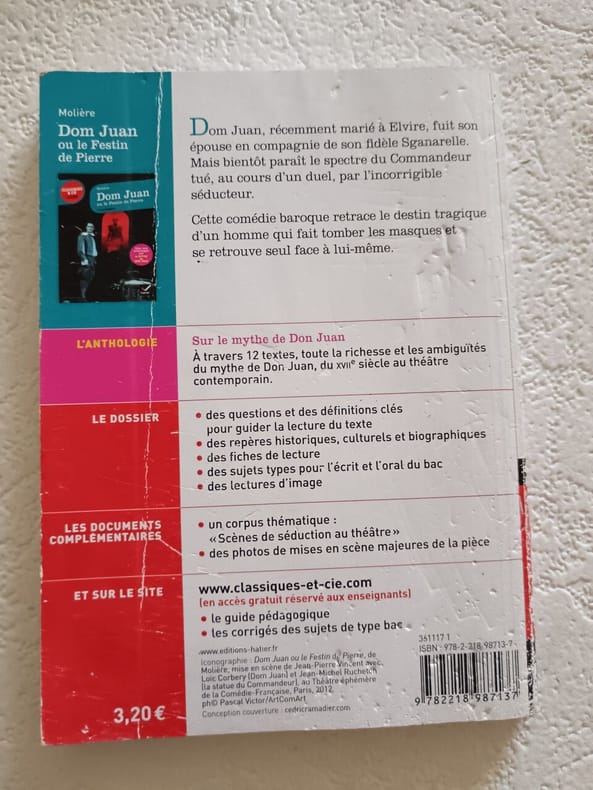 Molière
Dom Juan
ou le Festin
de Pierre
Dom Juan
ou le Festin de Pierre
Dom Juan, récemment marié à Elvire, fuit son
épouse en compagnie de son fidèle Sganarelle.
Mais bientôt paraît le spectre du Commandeur
tué, au cours d'un duel, par l'incorrigible
séducteur.
Cette comédie baroque retrace le destin tragique
d'un homme qui fait tomber les masques et
se retrouve seul face à lui-même.
L'ANTHOLOGIE
Sur le mythe de Don Juan
À travers 12 textes, toute la richesse et les ambiguïtés
du mythe de Don Juan, du XVIIe siècle au théâtre
contemporain.
LE DOSSIER
• des questions et des définitions clés
pour guider la lecture du texte
• des repères historiques, culturels et biographiques
• des fiches de lecture
• des sujets types pour l'écrit et l'oral du bac
• des lectures d'image
LES DOCUMENTS
COMPLÉMENTAIRES
• un corpus thématique :
« Scènes de séduction au théâtre »
• des photos de mises en scène majeures de la pièce
ET SUR LE SITE
www.classiques-et-cie.com
(en accès gratuit réservé aux enseignants)
• le guide pédagogique
• les corrigés des sujets de type bac
www.editions-hatier.fr
Iconographie : Dom Juan ou le Festin de Pierre, de
Molière, mise en scène de Jean-Pierre Vincent avec
Loïc Corbery (Dom Juan) et Jean-Michel Rucheton
(la statue du Commandeur), au Théâtre éphémère
de la Comédie-Française, Paris, 2012.
ph© Pascal Victor/ArtComArt
Conception couverture : cedricramadier.com
3,20 €
3611171
ISBN : 978-2-218-98713-7
9 782218 987137